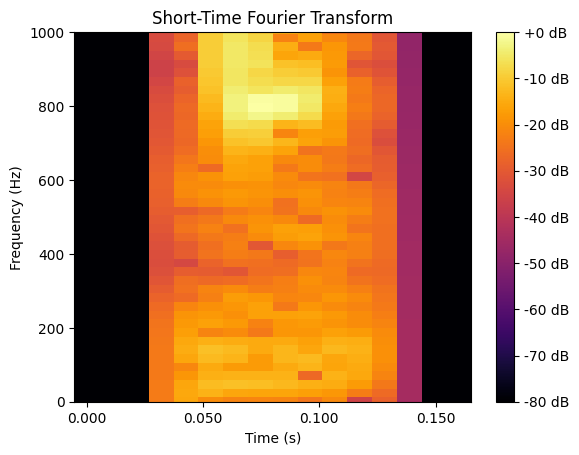 Short-Time Fourier Transform
Frequency (Hz)
1000
800
600
400
200
0
0.000
0.050
0.100
0.150
Time (s)
+0 dB
-10 dB
-20 dB
-30 dB
-40 dB
-50 dB
-60 dB
-70 dB
-80 dB